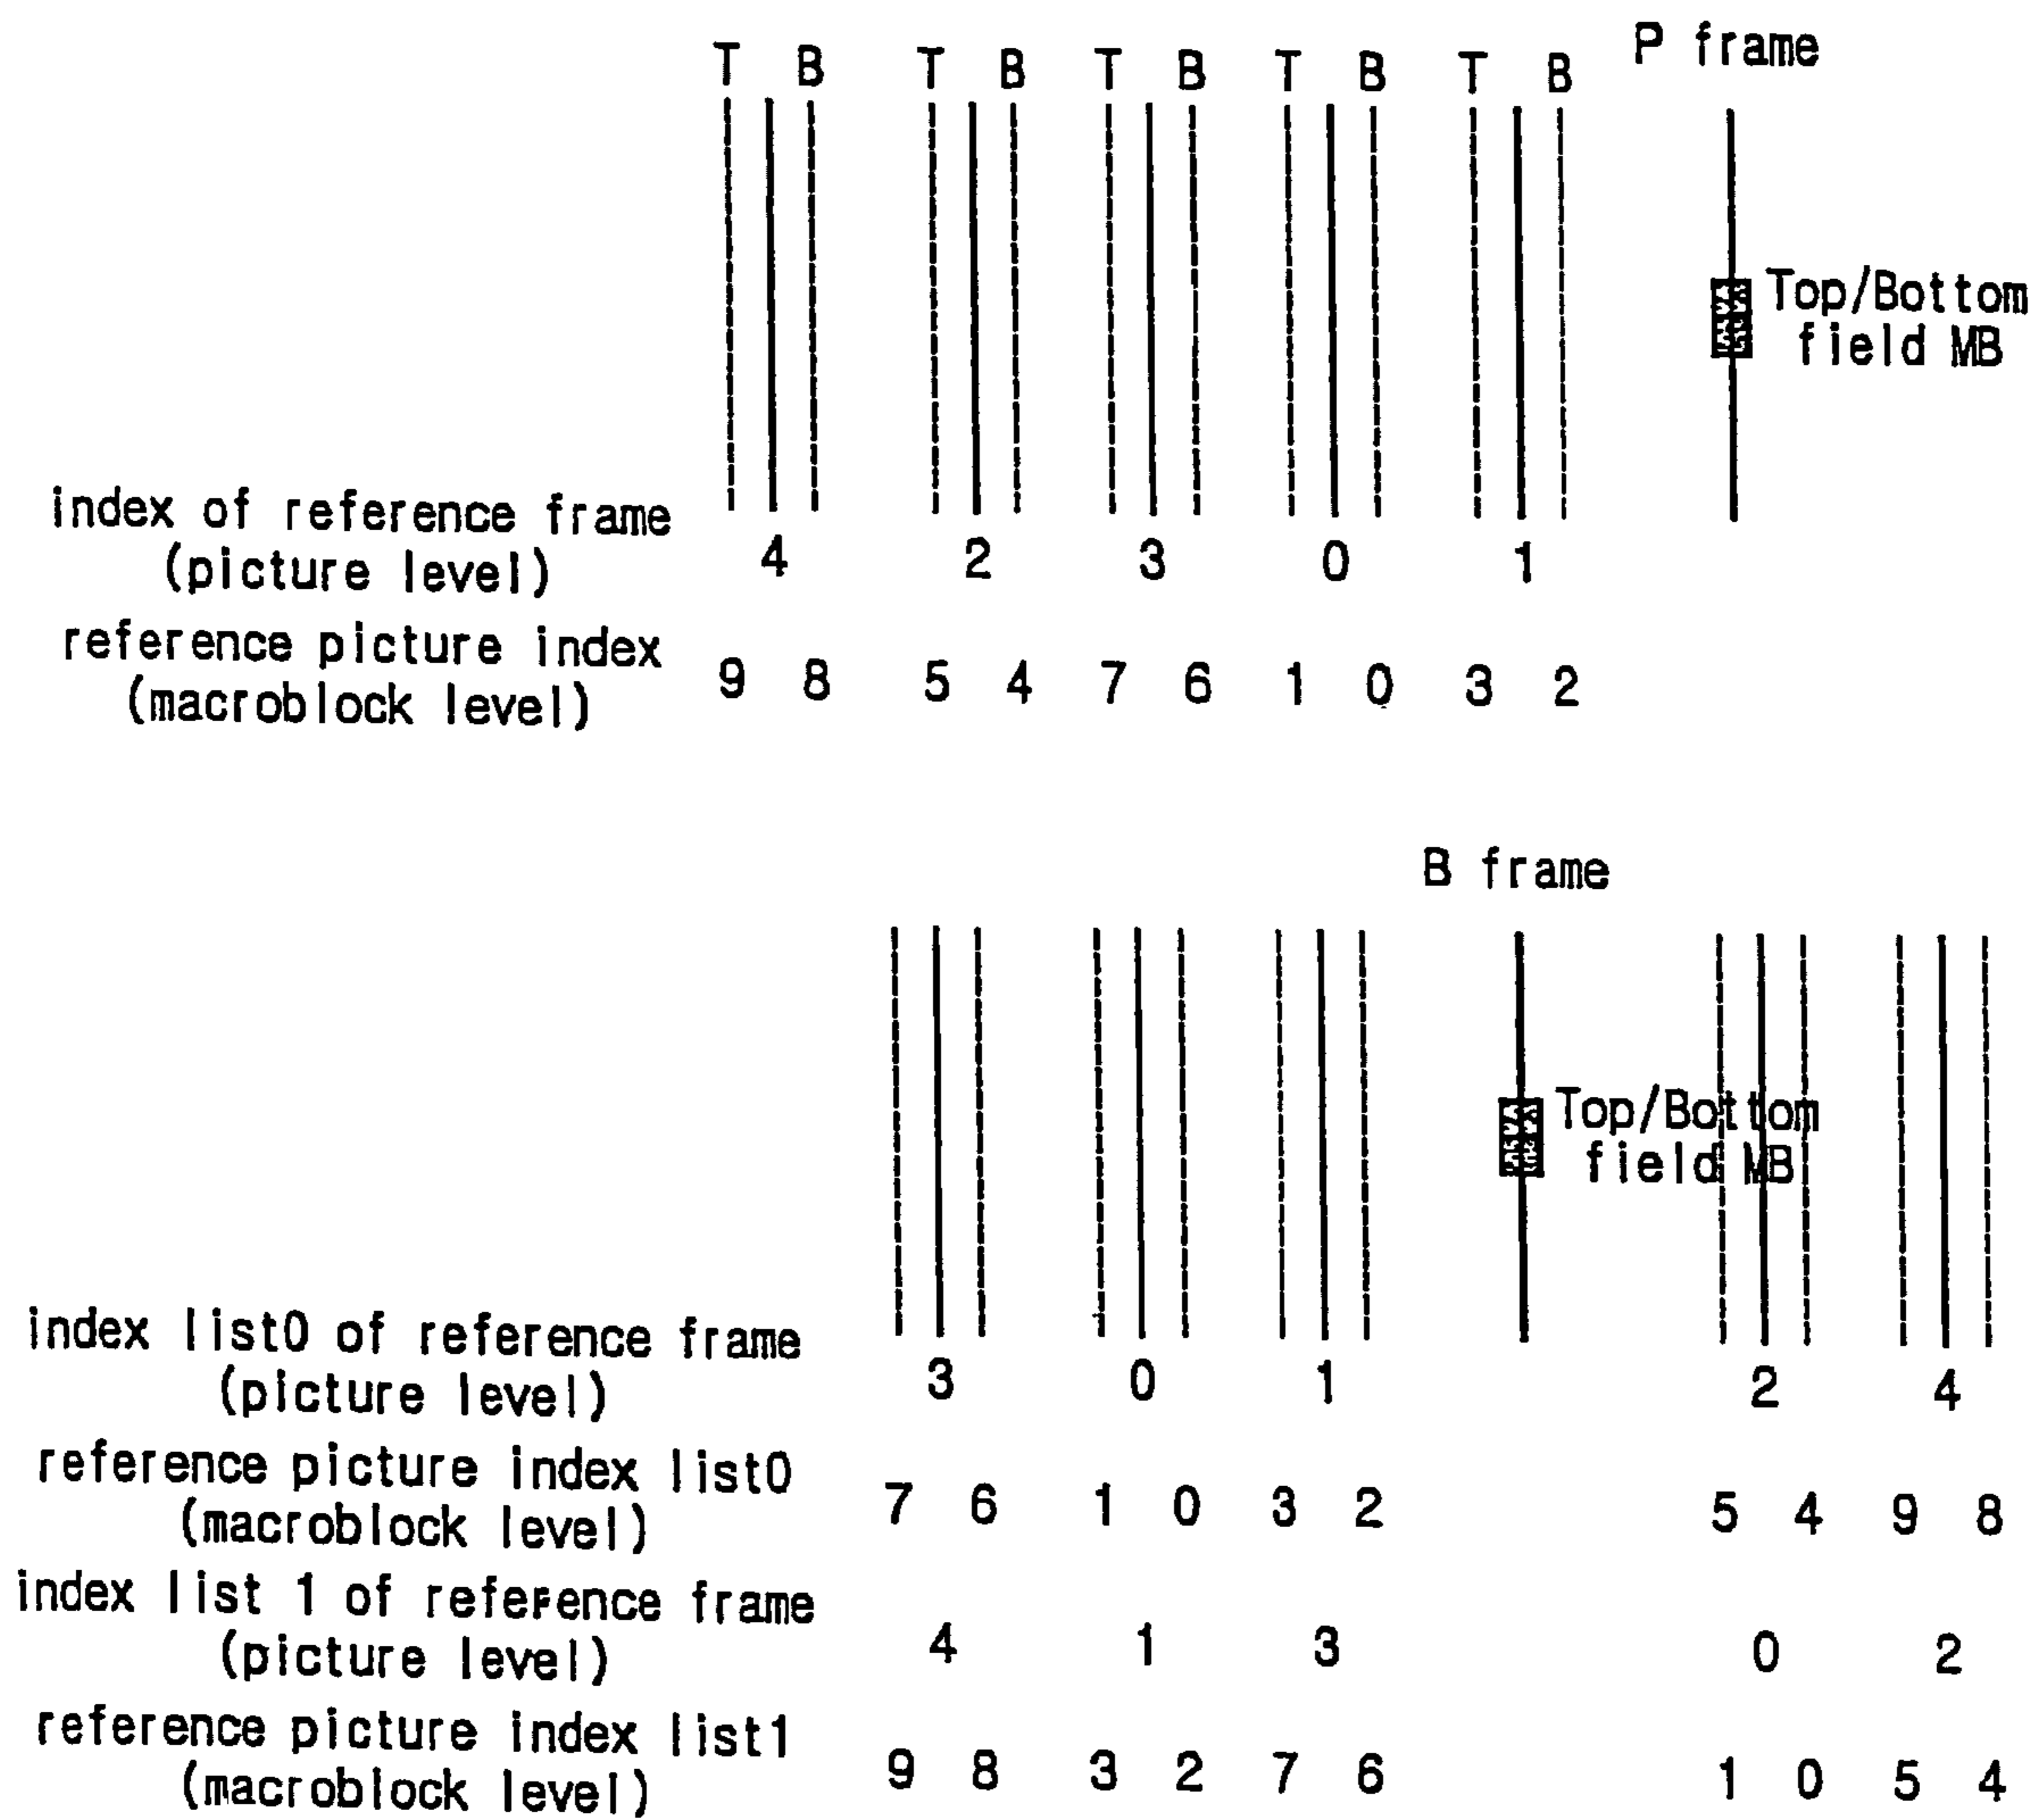 T B T B T B T B T B P frame
Top/Bottom
field MB
index of reference frame
(picture level) 4 2 3 0 1
reference picture index
(macroblock level) 9 8 5 4 7 6 1 0 3 2
B frame
Top/Bottom
field MB
index list0 of reference frame
(picture level) 3 0 1 2 4
reference picture index list0
(macroblock level) 7 6 1 0 3 2 5 4 9 8
index list 1 of reference frame
(picture level) 4 1 3 0 2
reference picture index list1
(macroblock level) 9 8 3 2 7 6 1 0 5 4